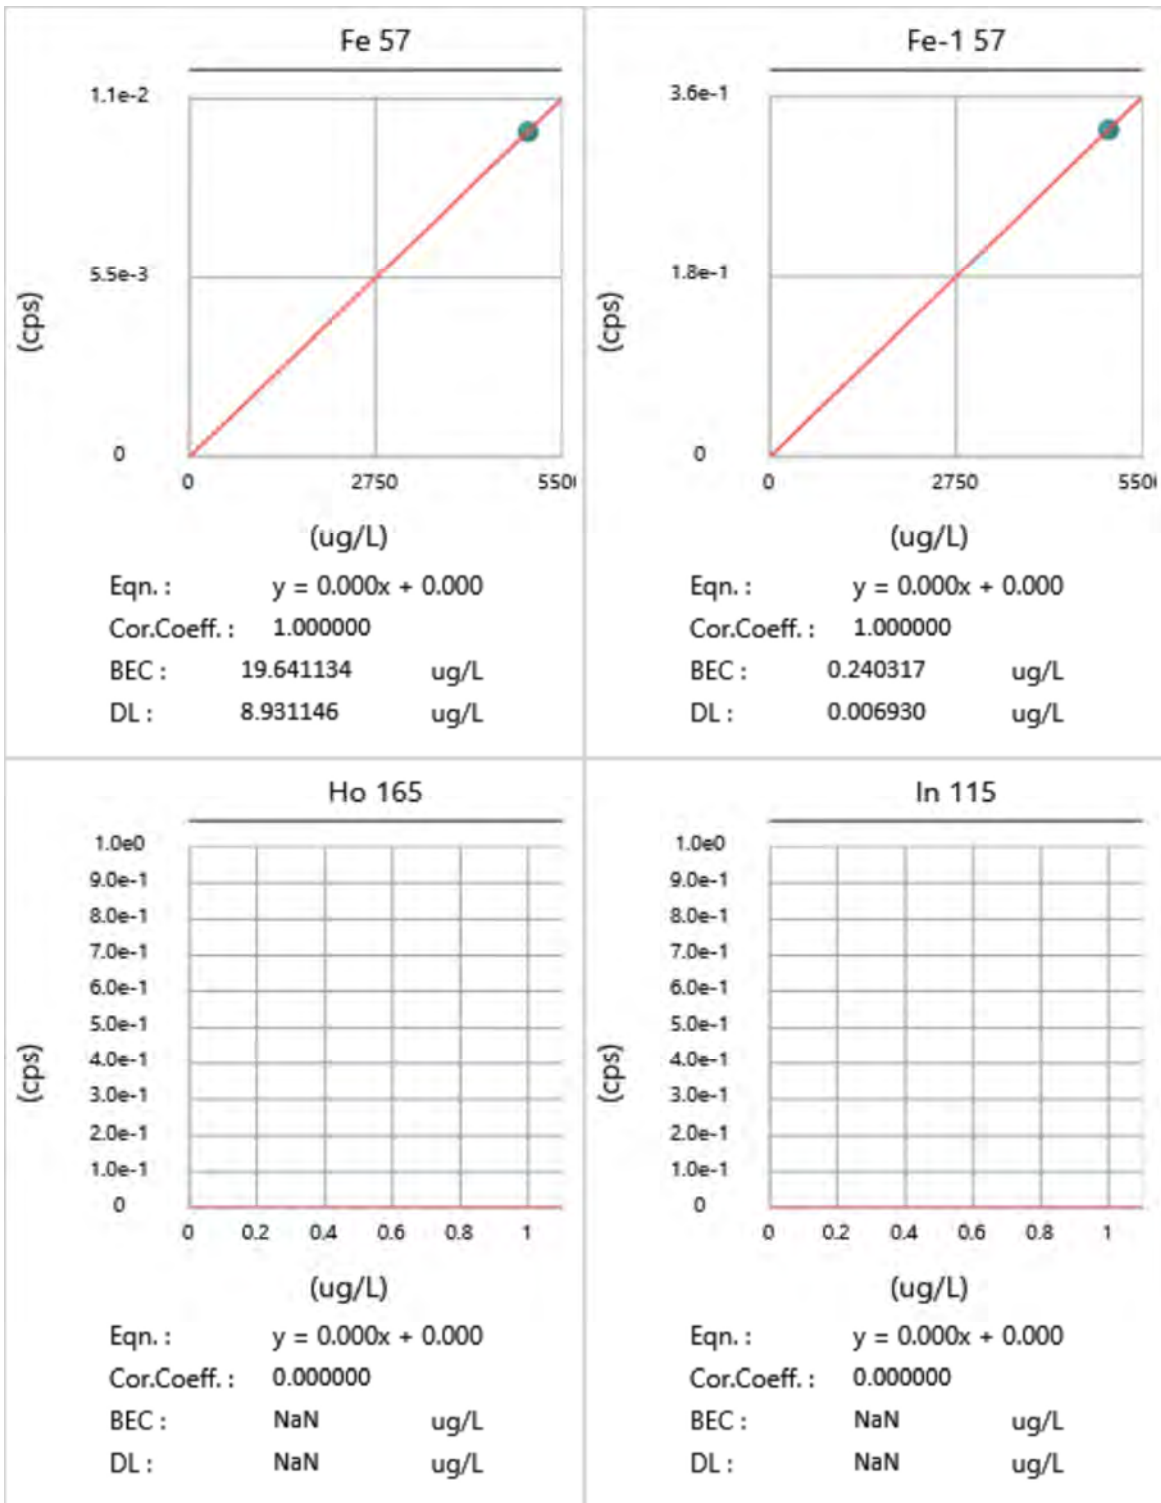 Fe 57
1.1e-2
5.5e-3
0
(cps)
0 2750 550
(ug/L)
Eqn. : y = 0.000x + 0.000
Cor.Coeff. : 1.000000
BEC : 19.641134 ug/L
DL : 8.931146 ug/L
Fe-1 57
3.6e-1
1.8e-1
0
(cps)
0 2750 550
(ug/L)
Eqn. : y = 0.000x + 0.000
Cor.Coeff. : 1.000000
BEC : 0.240317 ug/L
DL : 0.006930 ug/L
Ho 165
1.0e0
9.0e-1
8.0e-1
7.0e-1
6.0e-1
5.0e-1
4.0e-1
3.0e-1
2.0e-1
1.0e-1
0
(cps)
0 0.2 0.4 0.6 0.8 1
(ug/L)
Eqn. : y = 0.000x + 0.000
Cor.Coeff. : 0.000000
BEC : NaN ug/L
DL : NaN ug/L
In 115
1.0e0
9.0e-1
8.0e-1
7.0e-1
6.0e-1
5.0e-1
4.0e-1
3.0e-1
2.0e-1
1.0e-1
0
(cps)
0 0.2 0.4 0.6 0.8 1
(ug/L)
Eqn. : y = 0.000x + 0.000
Cor.Coeff. : 0.000000
BEC : NaN ug/L
DL : NaN ug/L